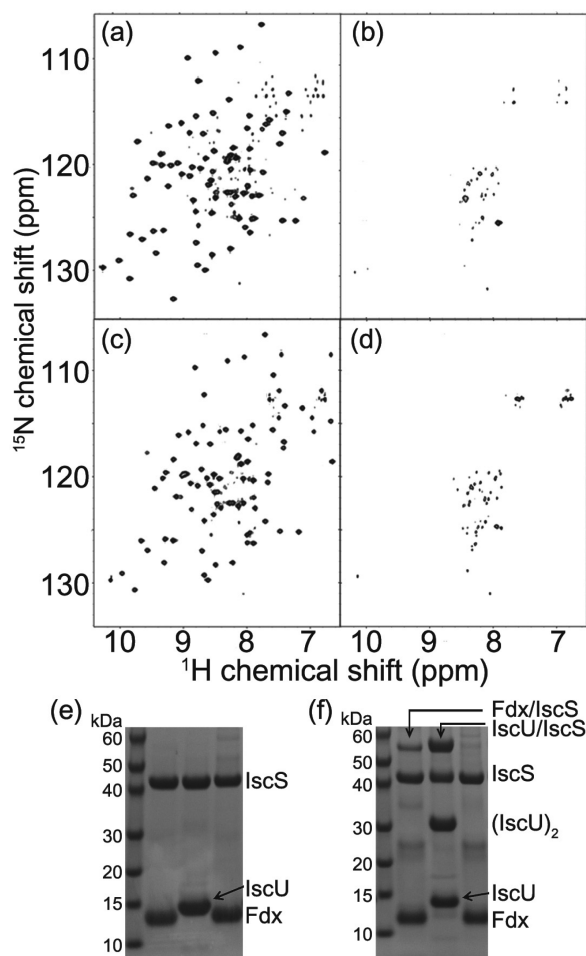 (a)
(b)
110
120
130
(c)
(d)
110
120
130
¹⁵N chemical shift (ppm)
10 9 8 7 10 9 8 7
¹H chemical shift (ppm)
(e)
kDa
60
50
40
30
20
15
10
IscS
IscU
Fdx
(f)
kDa
60
50
40
30
20
15
10
Fdx/IscS
IscU/IscS
IscS
(IscU)₂
IscU
Fdx